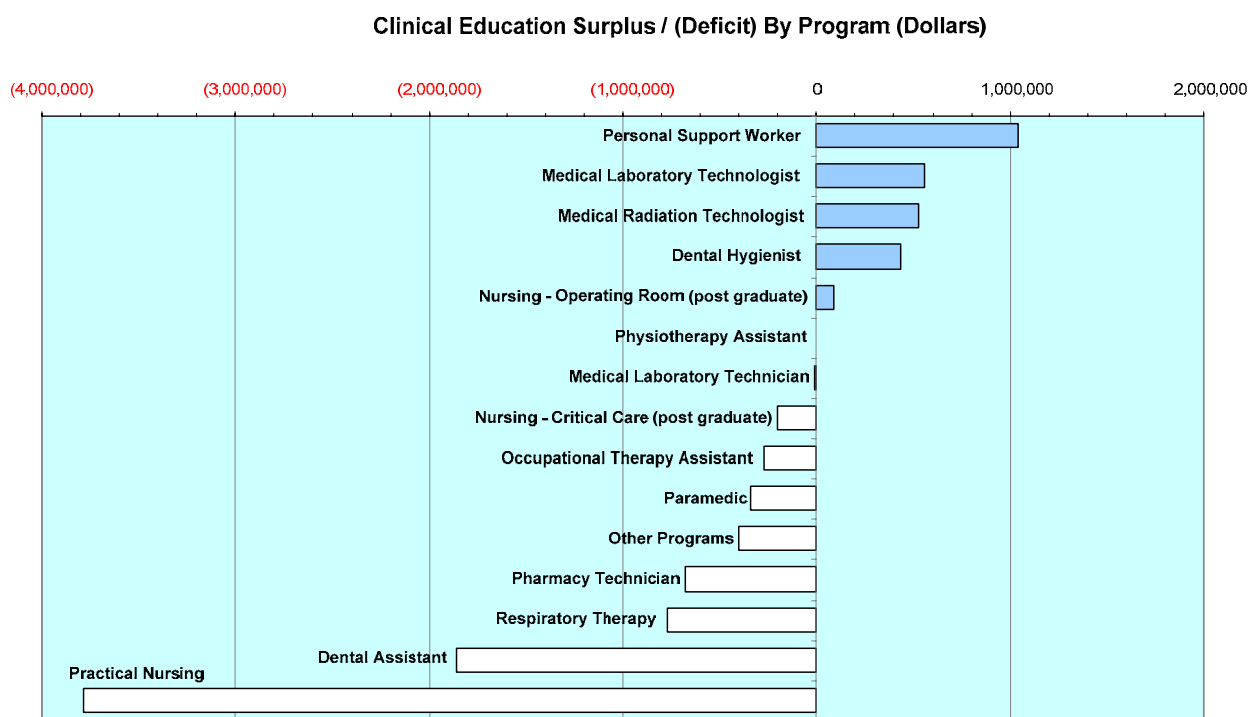 Clinical Education Surplus / (Deficit) By Program (Dollars)
(4,000,000) (3,000,000) (2,000,000) (1,000,000) 0 1,000,000 2,000,000
Personal Support Worker
Medical Laboratory Technologist
Medical Radiation Technologist
Dental Hygienist
Nursing - Operating Room (post graduate)
Physiotherapy Assistant
Medical Laboratory Technician
Nursing - Critical Care (post graduate)
Occupational Therapy Assistant
Paramedic
Other Programs
Pharmacy Technician
Respiratory Therapy
Dental Assistant
Practical Nursing